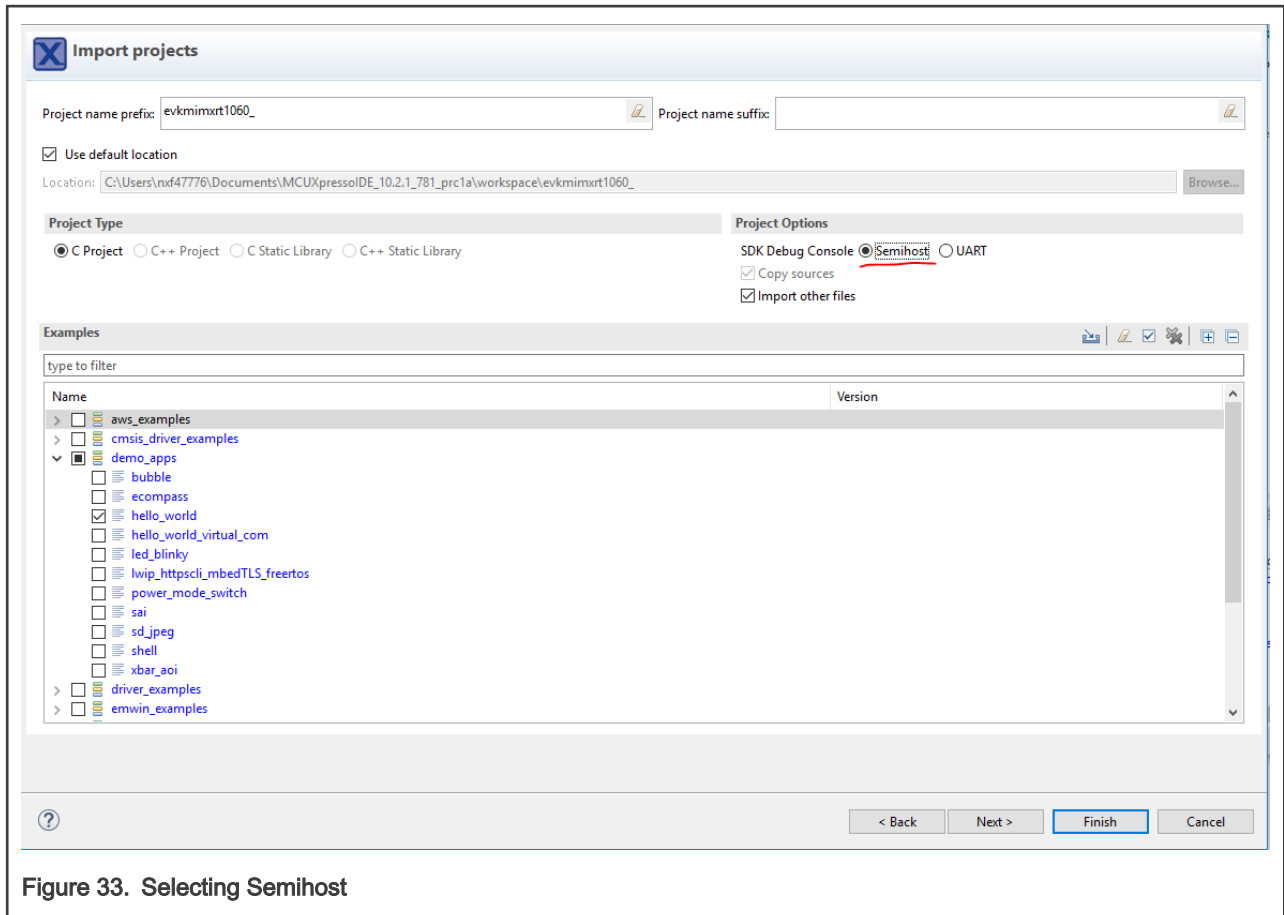 Import projects
Project name prefix: evkmimxrt1060_ Project name suffix:
Use default location
Location: C:\Users\nxf47776\Documents\MCUXpressoIDE_10.2.1_781_prc1a\workspace\evkmimxrt1060_ Browse...
Project Type Project Options
C Project C++ Project C Static Library C++ Static Library SDK Debug Console Semihost UART
Copy sources
Import other files
Examples
type to filter
Name Version
aws_examples
cmsis_driver_examples
demo_apps
bubble
ecompass
hello_world
hello_world_virtual_com
led_blinky
lwip_httpscli_mbedTLS_freertos
power_mode_switch
sai
sd_jpeg
shell
xbar_aoi
driver_examples
emwin_examples
< Back Next > Finish Cancel
Figure 33. Selecting Semihost